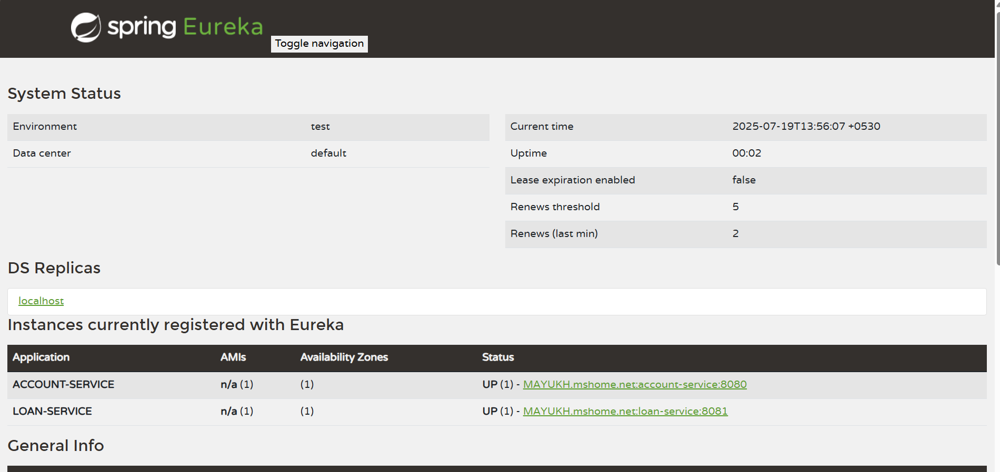 spring Eureka
Toggle navigation
System Status
Environment test
Data center default
Current time 2025-07-19T13:56:07 +0530
Uptime 00:02
Lease expiration enabled false
Renews threshold 5
Renews (last min) 2
DS Replicas
localhost
Instances currently registered with Eureka
Application AMIs Availability Zones Status
ACCOUNT-SERVICE n/a (1) (1) UP (1) - MAYUKH.mshome.net:account-service:8080
LOAN-SERVICE n/a (1) (1) UP (1) - MAYUKH.mshome.net:loan-service:8081
General Info